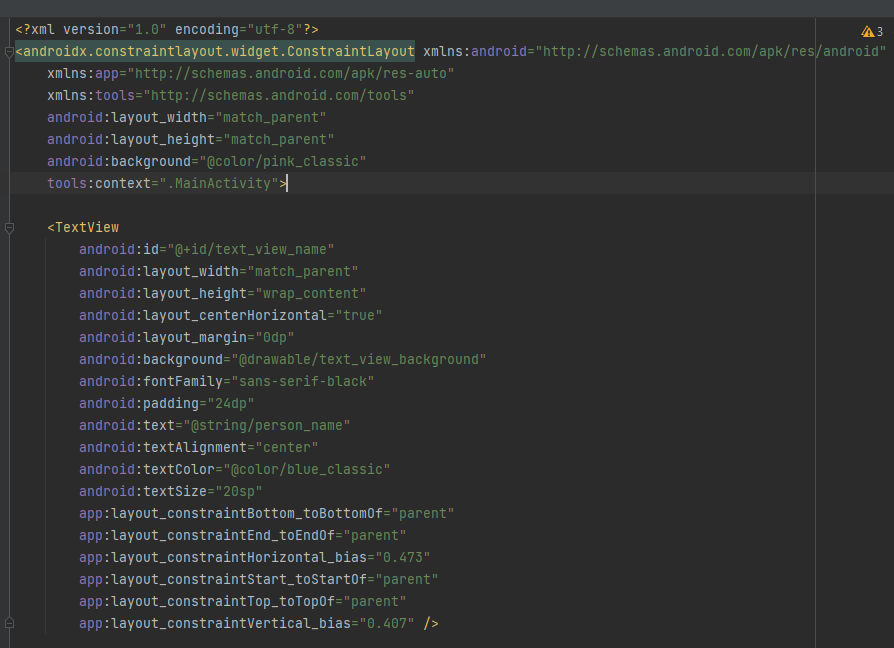 <?xml version="1.0" encoding="utf-8"?>
<androidx.constraintlayout.widget.ConstraintLayout xmlns:android="http://schemas.android.com/apk/res/android"
    xmlns:app="http://schemas.android.com/apk/res-auto"
    xmlns:tools="http://schemas.android.com/tools"
    android:layout_width="match_parent"
    android:layout_height="match_parent"
    android:background="@color/pink_classic"
    tools:context=".MainActivity">

    <TextView
        android:id="@+id/text_view_name"
        android:layout_width="match_parent"
        android:layout_height="wrap_content"
        android:layout_centerHorizontal="true"
        android:layout_margin="0dp"
        android:background="@drawable/text_view_background"
        android:fontFamily="sans-serif-black"
        android:padding="24dp"
        android:text="@string/person_name"
        android:textAlignment="center"
        android:textColor="@color/blue_classic"
        android:textSize="20sp"
        app:layout_constraintBottom_toBottomOf="parent"
        app:layout_constraintEnd_toEndOf="parent"
        app:layout_constraintHorizontal_bias="0.473"
        app:layout_constraintStart_toStartOf="parent"
        app:layout_constraintTop_toTopOf="parent"
        app:layout_constraintVertical_bias="0.407" />
3